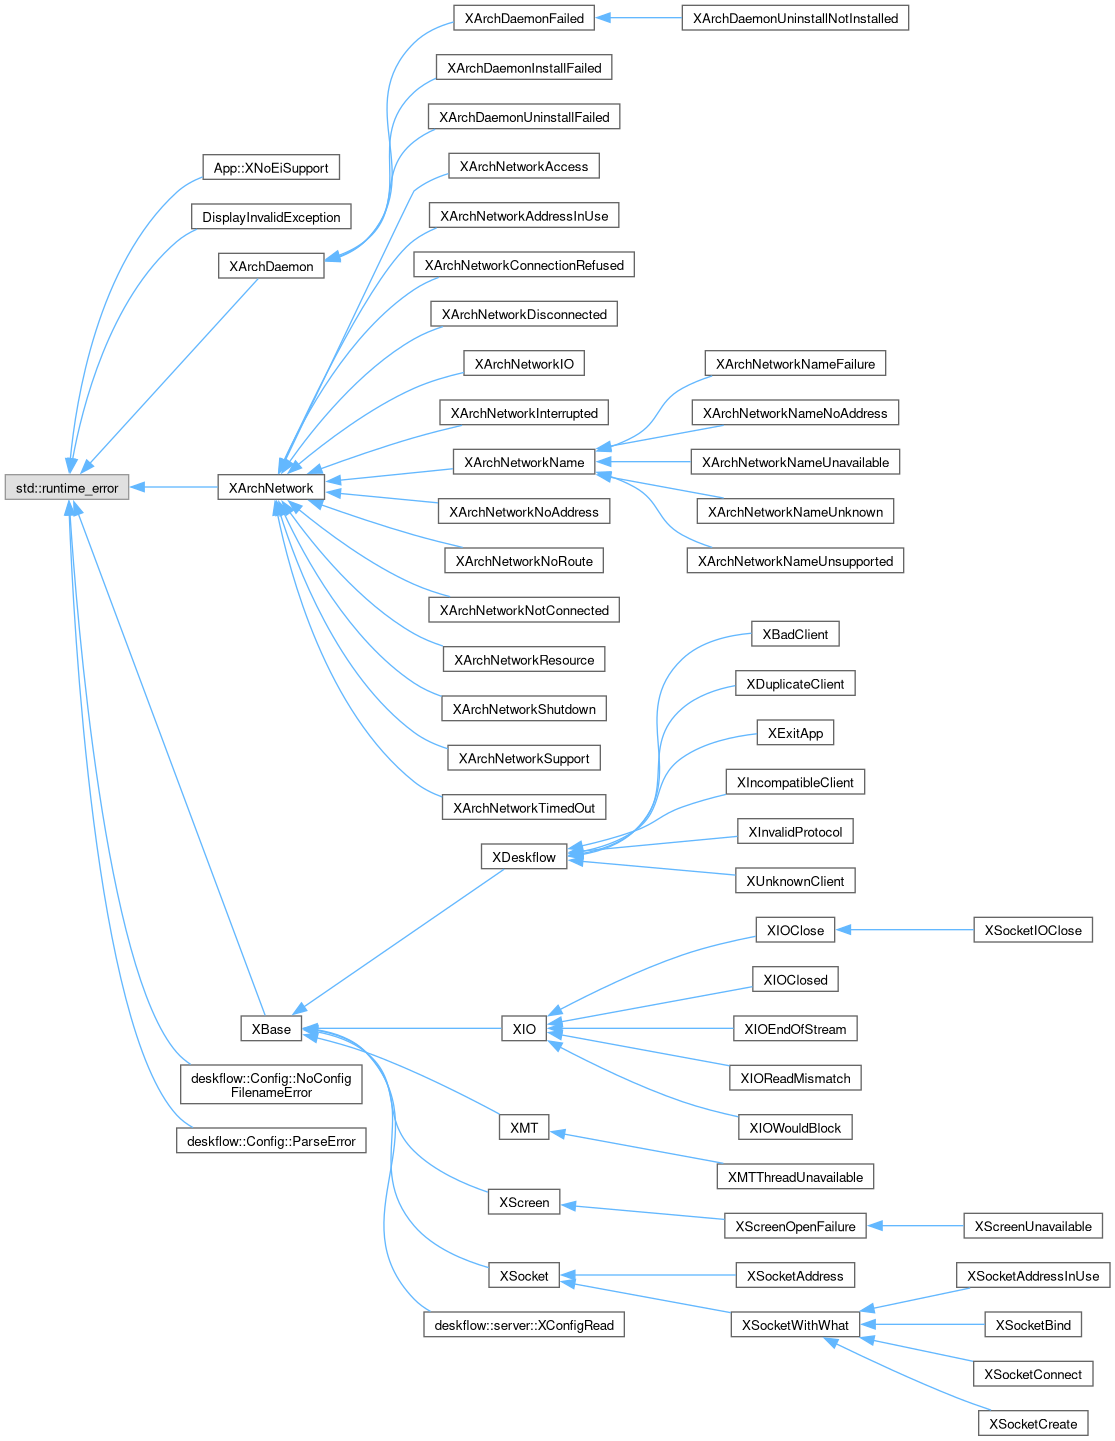 XArchDaemonFailed
XArchDaemonUninstallNotInstalled
XArchDaemonInstallFailed
XArchDaemonUninstallFailed
App::XNoEiSupport
XArchNetworkAccess
DisplayInvalidException
XArchNetworkAddressInUse
XArchDaemon
XArchNetworkConnectionRefused
XArchNetworkDisconnected
XArchNetworkIO
XArchNetworkNameFailure
XArchNetworkInterrupted
XArchNetworkNameNoAddress
XArchNetworkName
XArchNetworkNameUnavailable
std::runtime_error
XArchNetwork
XArchNetworkNoAddress
XArchNetworkNameUnknown
XArchNetworkNoRoute
XArchNetworkNameUnsupported
XArchNetworkNotConnected
XBadClient
XArchNetworkResource
XDuplicateClient
XArchNetworkShutdown
XExitApp
XArchNetworkSupport
XIncompatibleClient
XArchNetworkTimedOut
XInvalidProtocol
XDeskflow
XUnknownClient
XIOClose
XSocketIOClose
XIOClosed
XBase
XIO
XIOEndOfStream
deskflow::Config::NoConfig
FilenameError
XIOReadMismatch
XMT
XIOWouldBlock
deskflow::Config::ParseError
XMTThreadUnavailable
XScreen
XScreenOpenFailure
XScreenUnavailable
XSocket
XSocketAddress
XSocketAddressInUse
deskflow::server::XConfigRead
XSocketWithWhat
XSocketBind
XSocketConnect
XSocketCreate